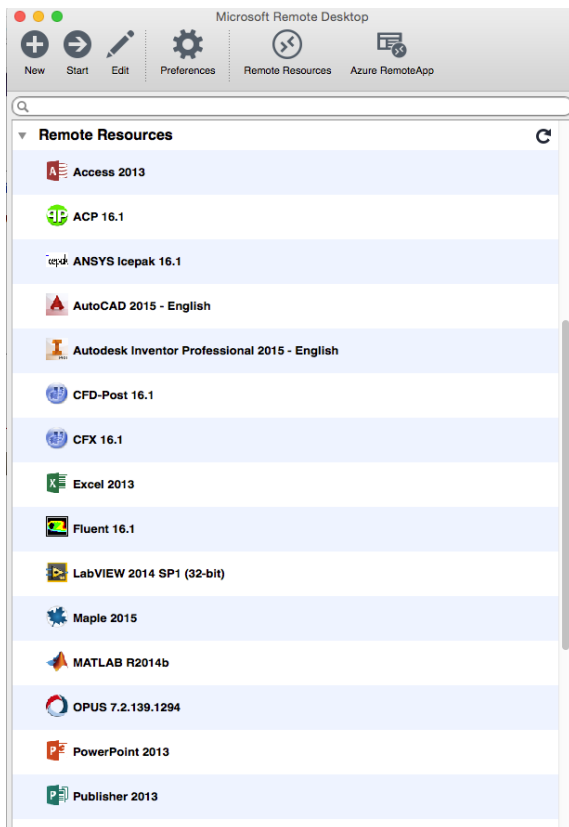 Microsoft Remote Desktop
New Start Edit Preferences Remote Resources Azure RemoteApp
Remote Resources
Access 2013
ACP 16.1
ANSYS Icepak 16.1
AutoCAD 2015 - English
Autodesk Inventor Professional 2015 - English
CFD-Post 16.1
CFX 16.1
Excel 2013
Fluent 16.1
LabVIEW 2014 SP1 (32-bit)
Maple 2015
MATLAB R2014b
OPUS 7.2.139.1294
PowerPoint 2013
Publisher 2013